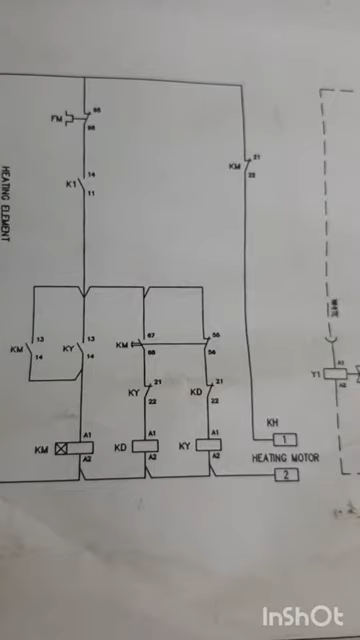 95
FM
96
14
K1
11
21
KM
22
HEATING ELEMENT
WHITE
13
KM
14
13
KY
14
67
KM
68
55
56
21
KY
22
21
KD
22
A1
Y1
A2
KH
1
A1
KM
A2
A1
KD
A2
A1
KY
A2
HEATING MOTOR
2
InShOt